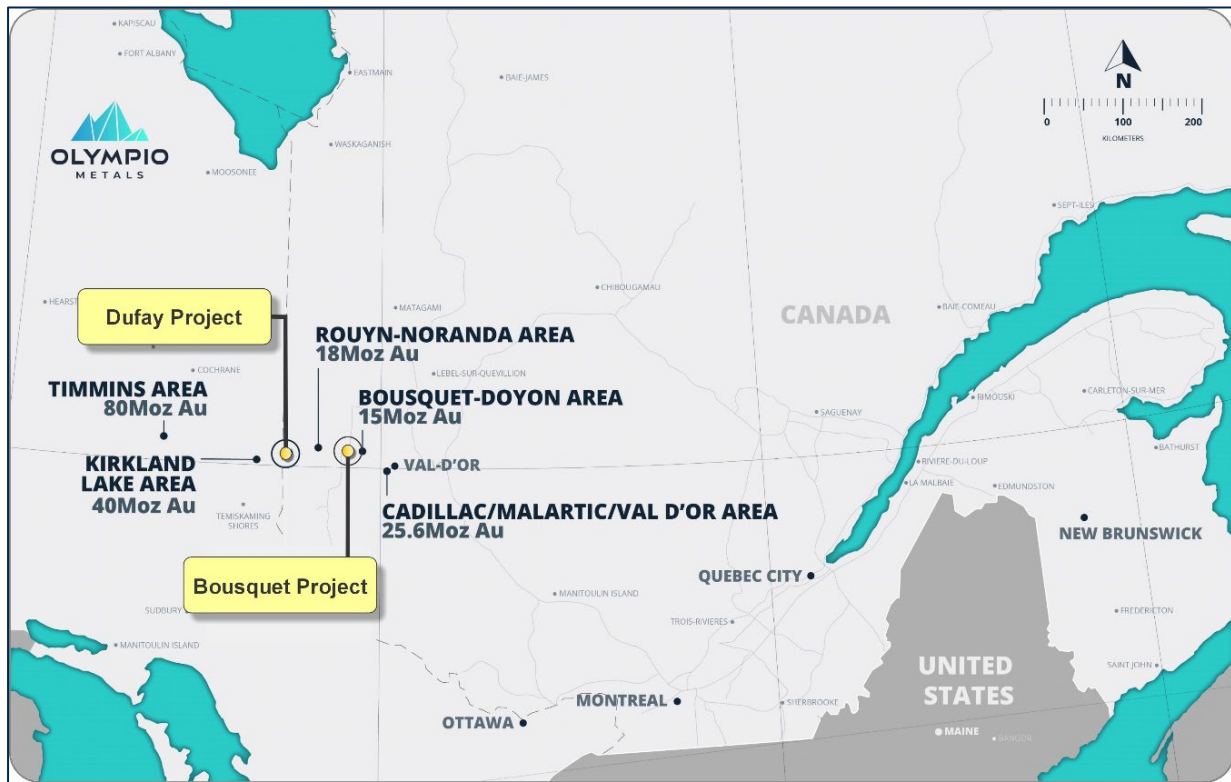 KAPISCAU
FORT ALBANY
EASTMAIN
BAIE-JAMES
N
0 100 200
KILOMETERS
OLYMPIO
METALS
WASKAGANISH
MOOSONEE
SEPT-ILES
HEARST
Dufay Project
MATAGAMI
CHIBOUGAMAU
CANADA
BAIE-COMEAU
ROUYN-NORANDA AREA
18Moz Au
COCHRANE
LEBEL-SUR-QUEVILLION
TIMMINS AREA
80Moz Au
BOUSQUET-DOYON AREA
15Moz Au
SAGUENAY
RIMOUSKI
CARLETON-SUR-MER
BATHURST
KIRKLAND
LAKE AREA
40Moz Au
VAL-D'OR
RIVIERE-DU-LOUP
LA MALBAIE
EDMUNDSTON
TEMISKAMING
SHORES
CADILLAC/MALARTIC/VAL D'OR AREA
25.6Moz Au
NEW BRUNSWICK
Bousquet Project
QUEBEC CITY
MANITOULIN ISLAND
SUDBURY
TROIS-RIVIERES
FREDERICTON
MANITOULIN ISLAND
UNITED
STATES
SAINT JOHN
MONTREAL
SHERBROOKE
OTTAWA
MAINE
BANGOR